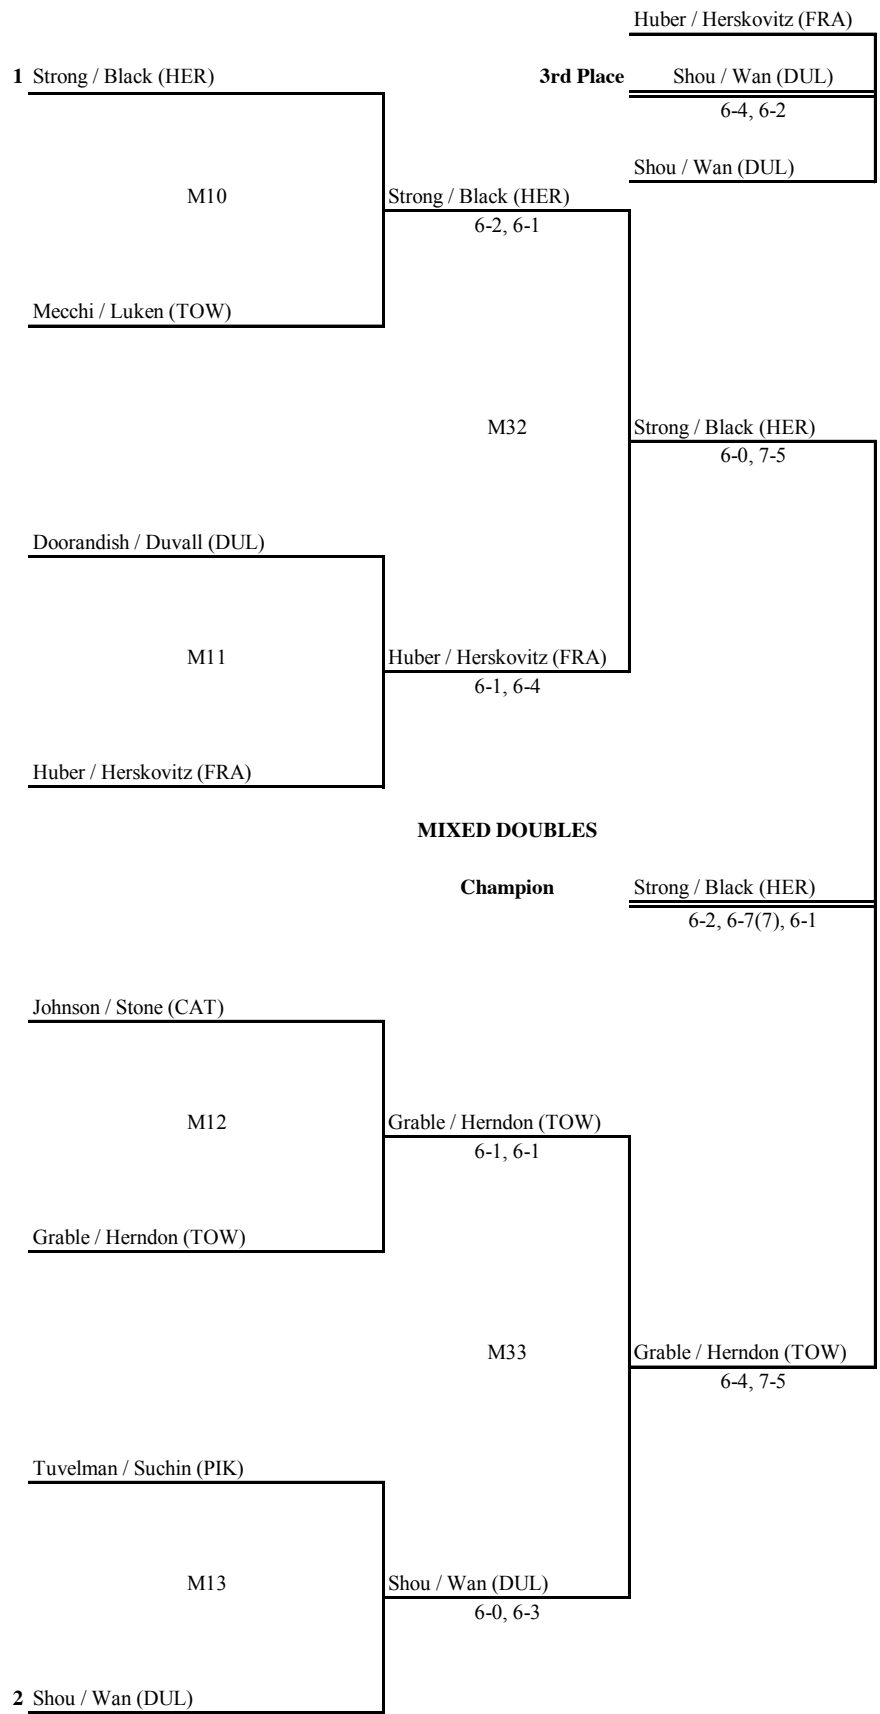 Huber / Herskovitz (FRA)
1 Strong / Black (HER)
3rd Place Shou / Wan (DUL)
6-4, 6-2
Shou / Wan (DUL)
M10
Strong / Black (HER)
6-2, 6-1
Mecchi / Luken (TOW)
M32
Strong / Black (HER)
6-0, 7-5
Doorandish / Duvall (DUL)
M11
Huber / Herskovitz (FRA)
6-1, 6-4
Huber / Herskovitz (FRA)
MIXED DOUBLES
Champion Strong / Black (HER)
6-2, 6-7(7), 6-1
Johnson / Stone (CAT)
M12
Grable / Herndon (TOW)
6-1, 6-1
Grable / Herndon (TOW)
M33
Grable / Herndon (TOW)
6-4, 7-5
Tuvelman / Suchin (PIK)
M13
Shou / Wan (DUL)
6-0, 6-3
2 Shou / Wan (DUL)